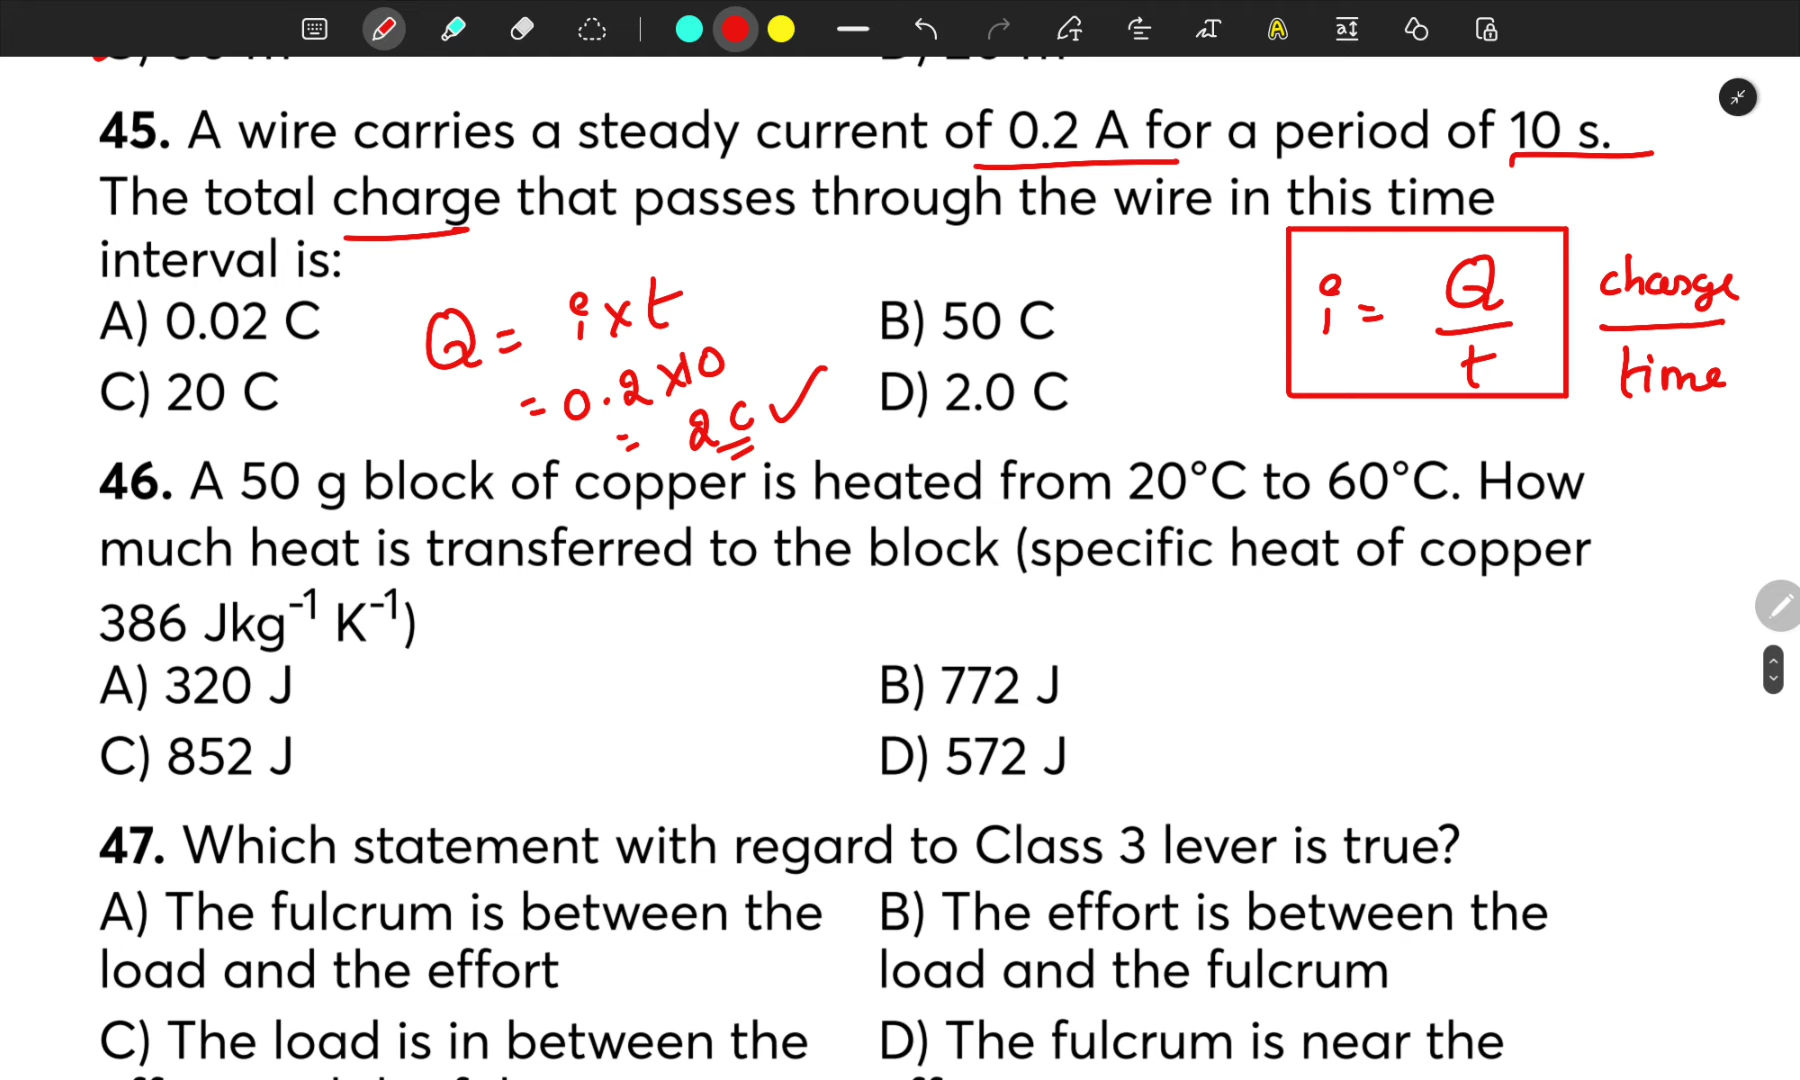 45. A wire carries a steady current of 0.2 A for a period of 10 s.
The total charge that passes through the wire in this time
interval is:
A) 0.02 C
B) 50 C
C) 20 C
D) 2.0 C
Q = i × t
= 0.2 × 10
= 2 C ✓
i = Q / t
charge
time
46. A 50 g block of copper is heated from 20°C to 60°C. How
much heat is transferred to the block (specific heat of copper
386 Jkg⁻¹ K⁻¹)
A) 320 J
B) 772 J
C) 852 J
D) 572 J
47. Which statement with regard to Class 3 lever is true?
A) The fulcrum is between the
load and the effort
B) The effort is between the
load and the fulcrum
C) The load is in between the
D) The fulcrum is near the